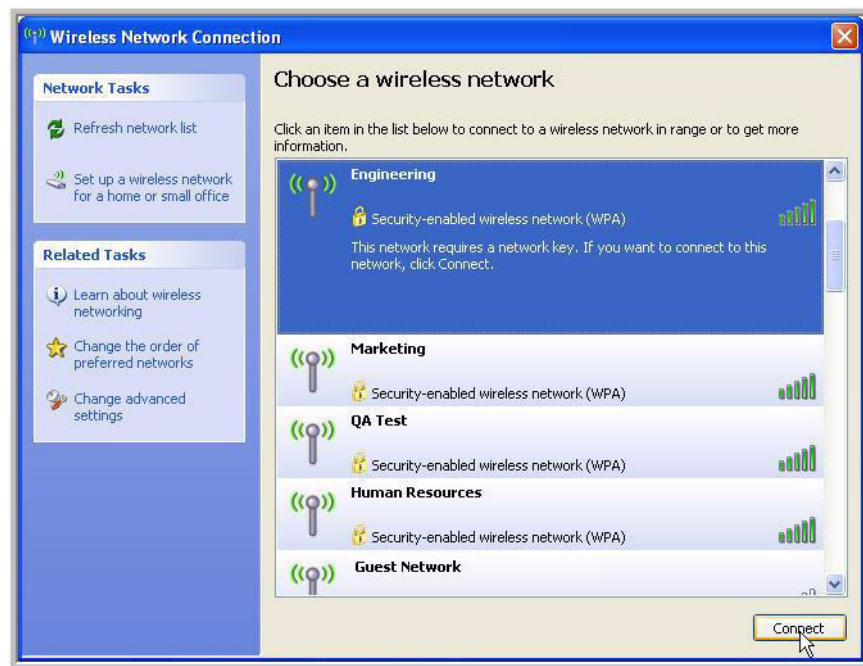 Wireless Network Connection
Network Tasks
Refresh network list
Set up a wireless network
for a home or small office
Related Tasks
Learn about wireless
networking
Change the order of
preferred networks
Change advanced
settings
Choose a wireless network
Click an item in the list below to connect to a wireless network in range or to get more
information.
Engineering
Security-enabled wireless network (WPA)
This network requires a network key. If you want to connect to this
network, click Connect.
Marketing
Security-enabled wireless network (WPA)
QA Test
Security-enabled wireless network (WPA)
Human Resources
Security-enabled wireless network (WPA)
Guest Network
Connect